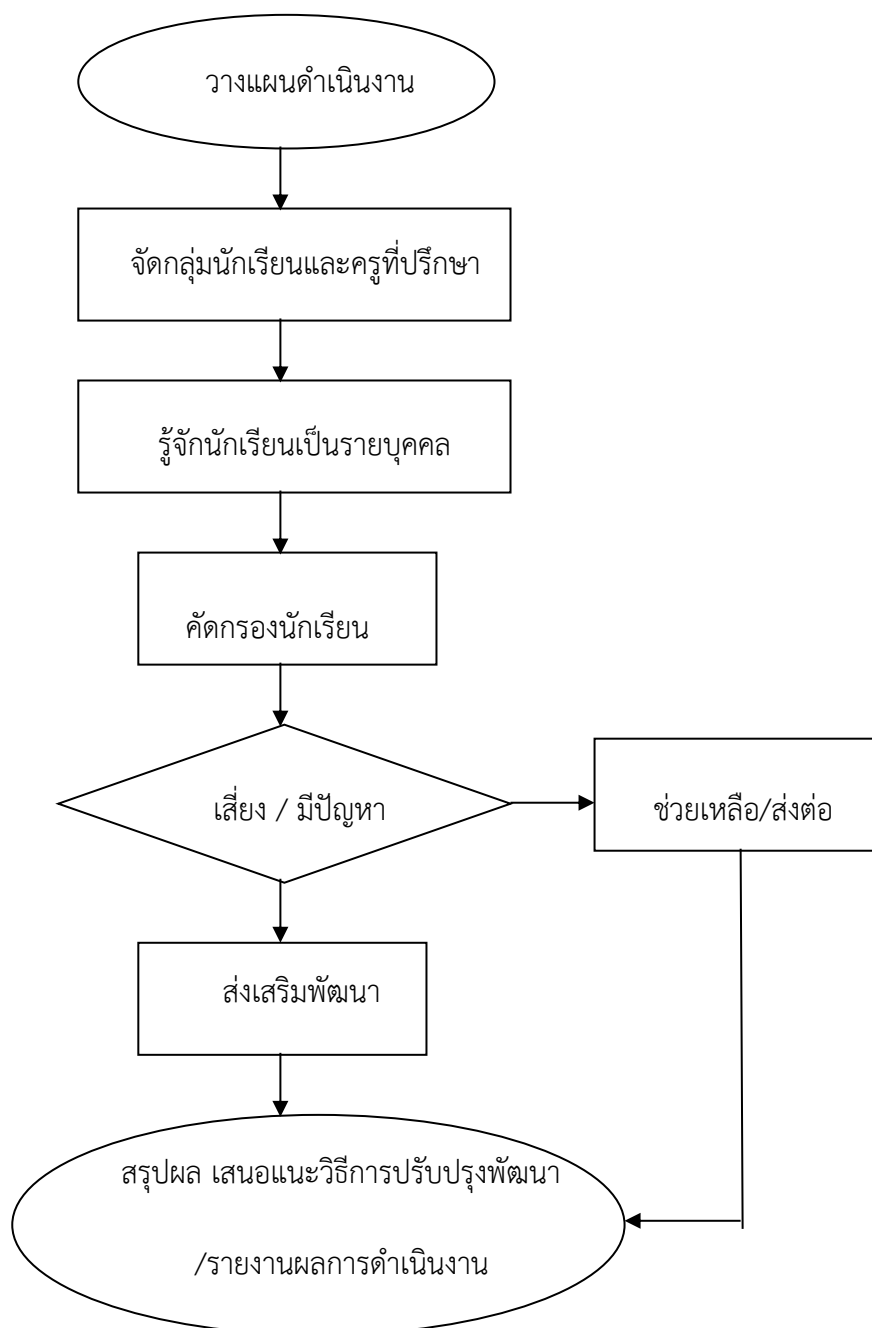 วางแผนดำเนินงาน
จัดกลุ่มนักเรียนและครูที่ปรึกษา
รู้จักนักเรียนเป็นรายบุคคล
คัดกรองนักเรียน
เสี่ยง / มีปัญหา
ช่วยเหลือ/ส่งต่อ
ส่งเสริมพัฒนา
สรุปผล เสนอแนะวิธีการปรับปรุงพัฒนา
/รายงานผลการดำเนินงาน